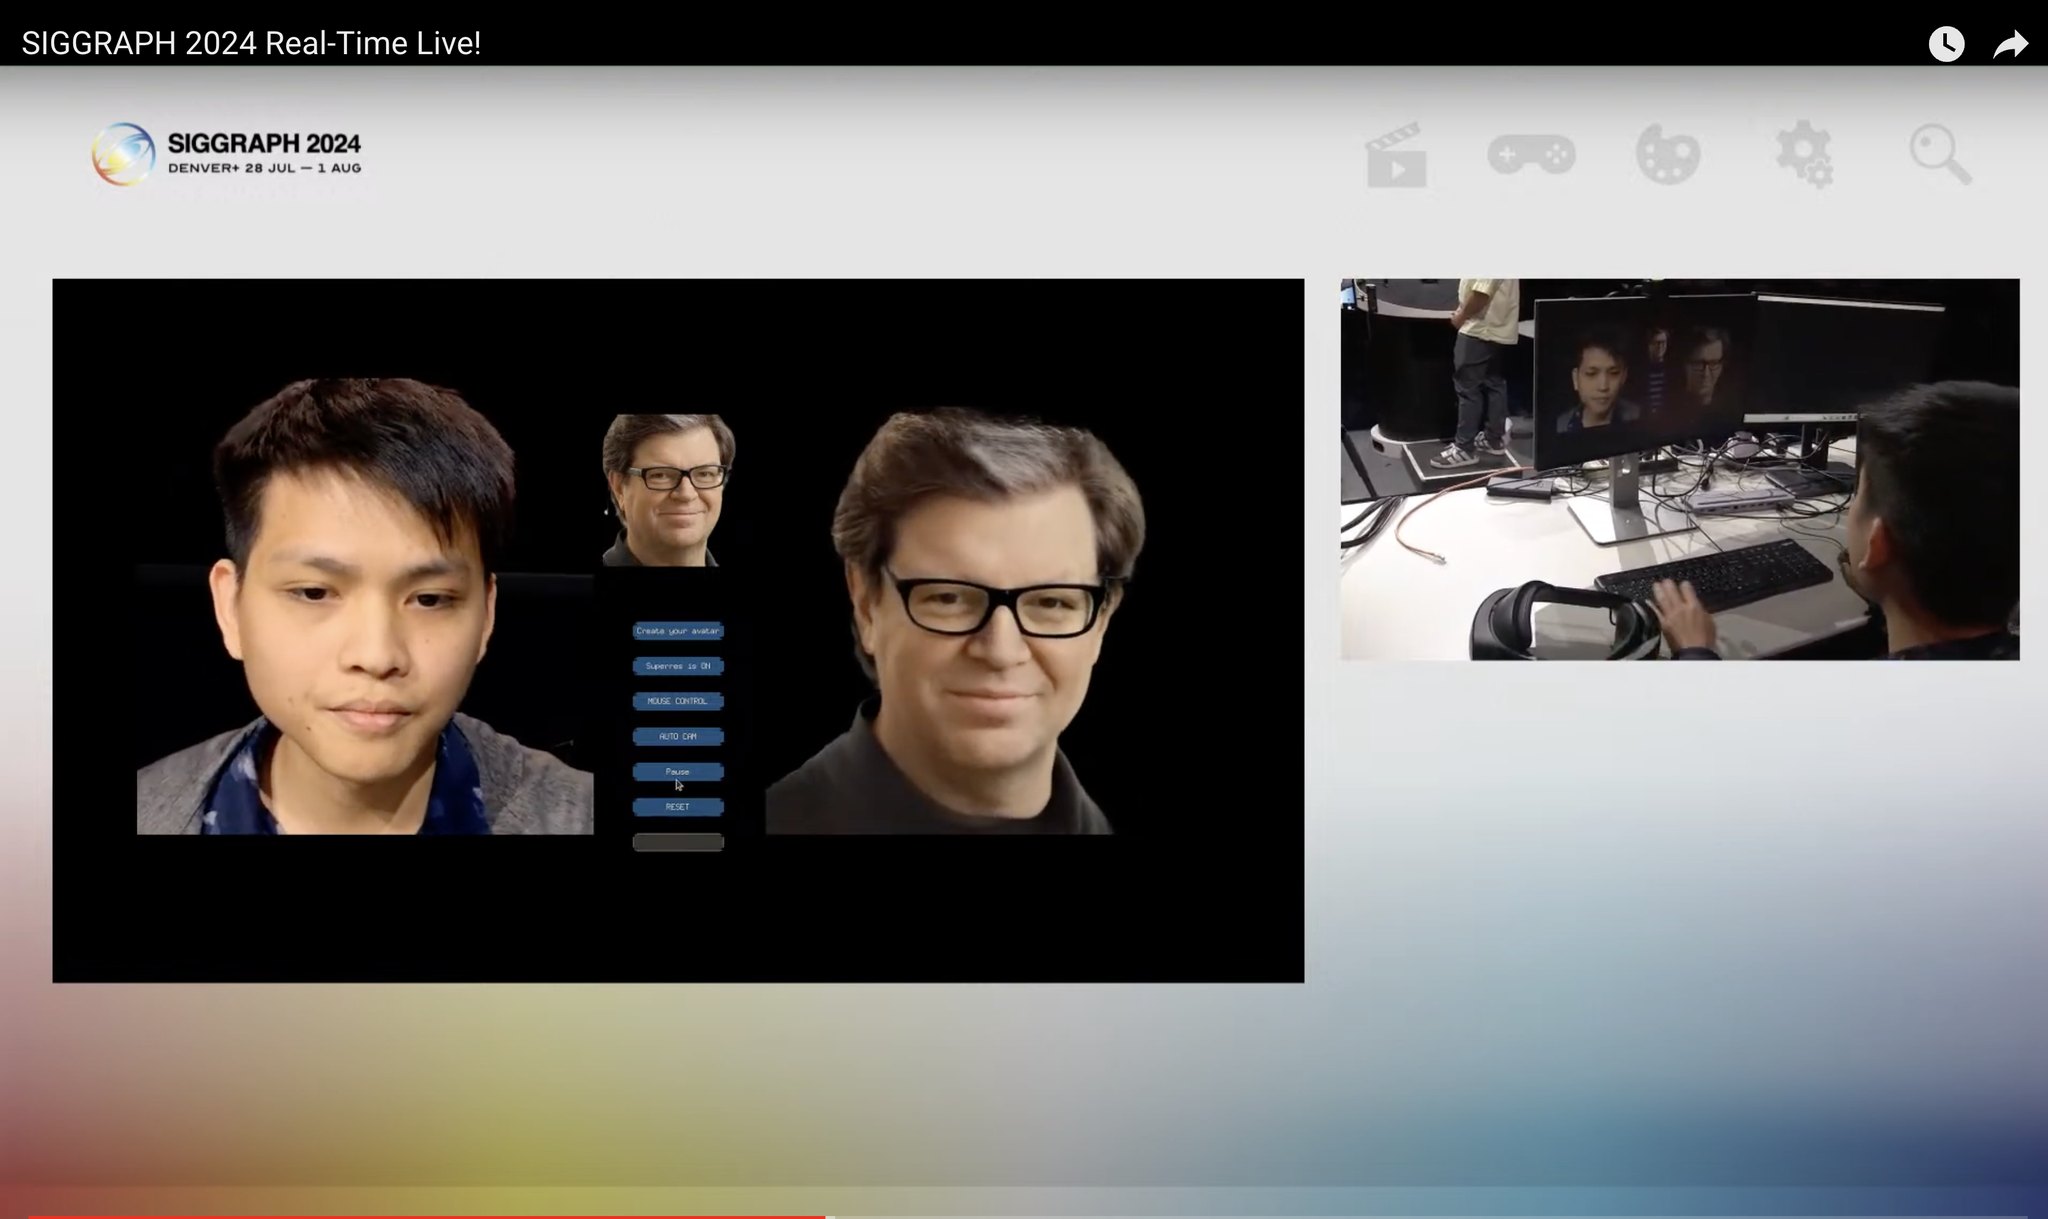 SIGGRAPH 2024 Real-Time Live!
SIGGRAPH 2024
DENVER+ 28 JUL — 1 AUG
Create your avatar
Superres is ON
MOUSE CONTROL
AUTO CAM
Pause
RESET